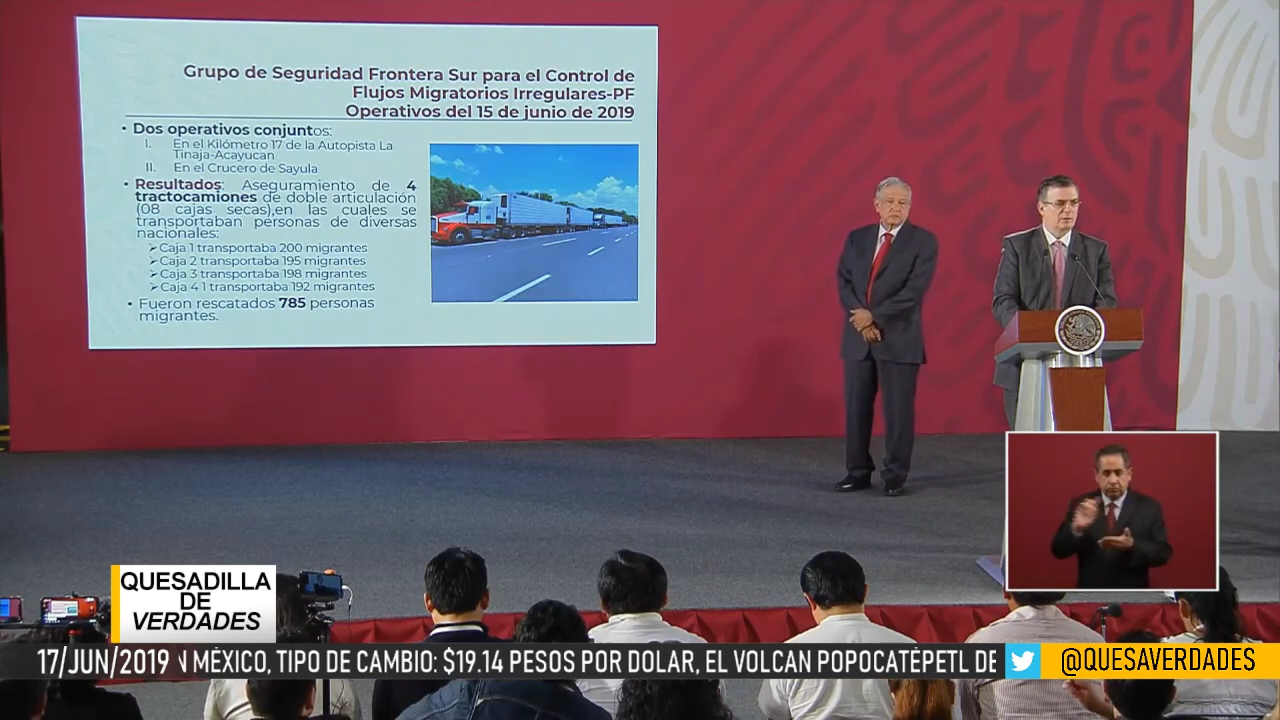 Grupo de Seguridad Frontera Sur para el Control de
Flujos Migratorios Irregulares-PF
Operativos del 15 de junio de 2019
• Dos operativos conjuntos:
I. En el Kilómetro 17 de la Autopista La
Tinaja-Acayucan
II. En el Crucero de Sayula
• Resultados: Aseguramiento de 4
tractocamiones de doble articulación
(08 cajas secas),en las cuales se
transportaban personas de diversas
nacionales:
➢ Caja 1 transportaba 200 migrantes
➢ Caja 2 transportaba 195 migrantes
➢ Caja 3 transportaba 198 migrantes
➢ Caja 4 1 transportaba 192 migrantes
• Fueron rescatados 785 personas
migrantes.
QUESADILLA
DE
VERDADES
17/JUN/2019 N MÉXICO, TIPO DE CAMBIO: $19.14 PESOS POR DOLAR, EL VOLCAN POPOCATÉPETL DE @QUESAVERDADES